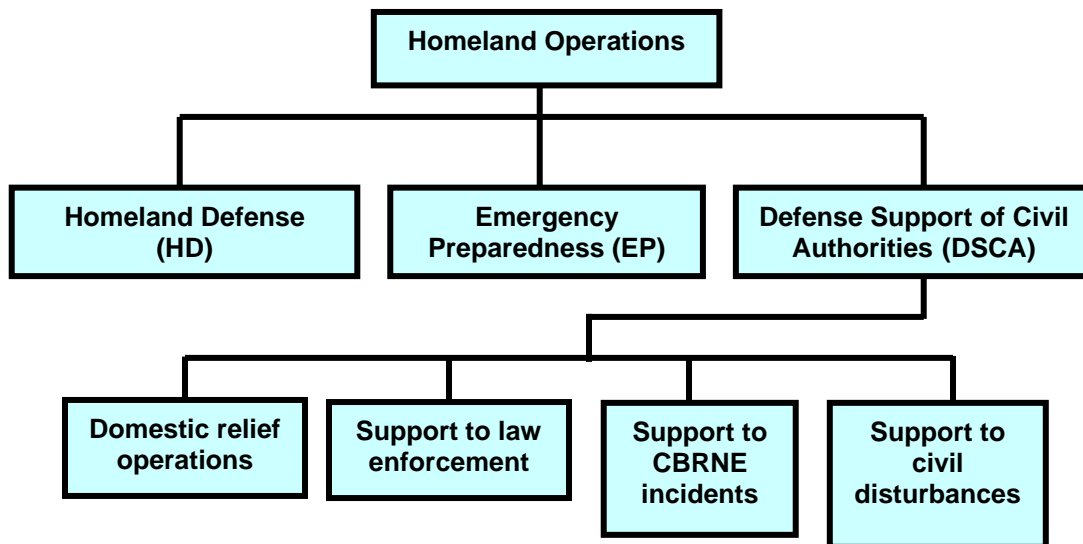 Homeland Operations
Homeland Defense
(HD)
Emergency
Preparedness (EP)
Defense Support of Civil
Authorities (DSCA)
Domestic relief
operations
Support to law
enforcement
Support to
CBRNE
incidents
Support to
civil
disturbances